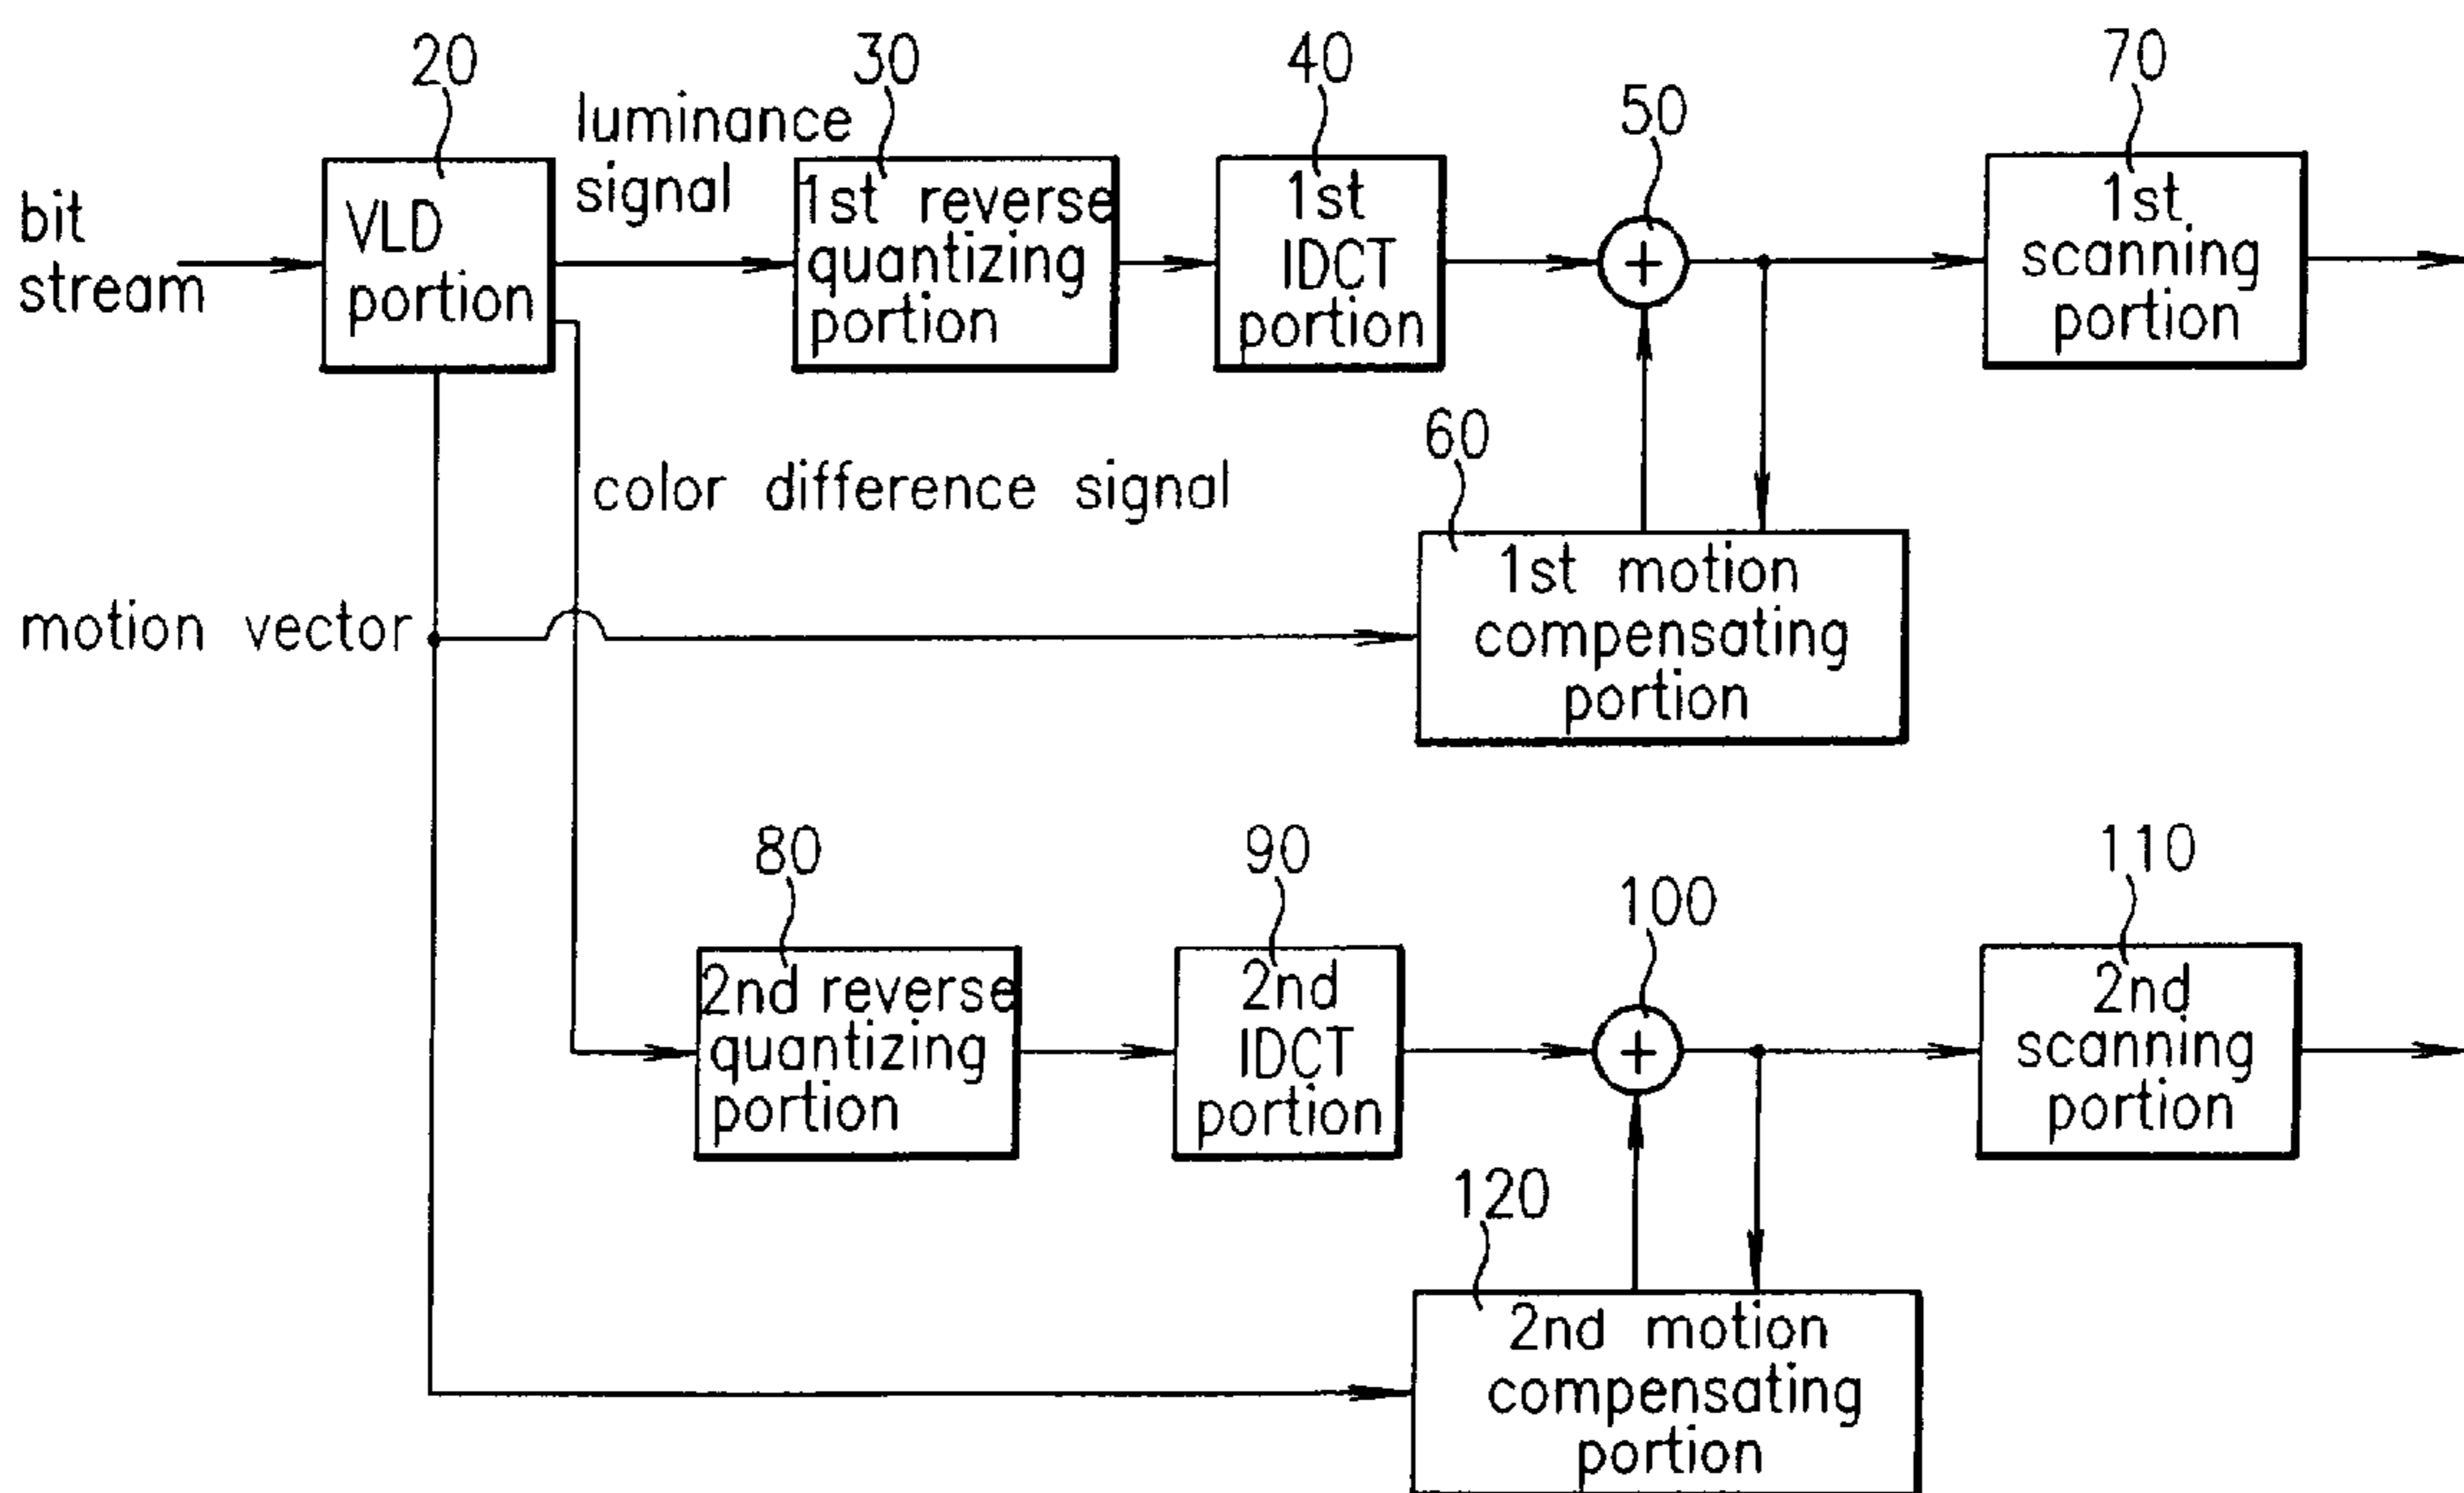 20
30
40
50
70
luminance
signal
bit
stream
VLD
portion
1st reverse
quantizing
portion
1st
IDCT
portion
+
1st
scanning
portion
60
color difference signal
motion vector
1st motion
compensating
portion
80
90
100
110
2nd reverse
quantizing
portion
2nd
IDCT
portion
+
2nd
scanning
portion
120
2nd motion
compensating
portion